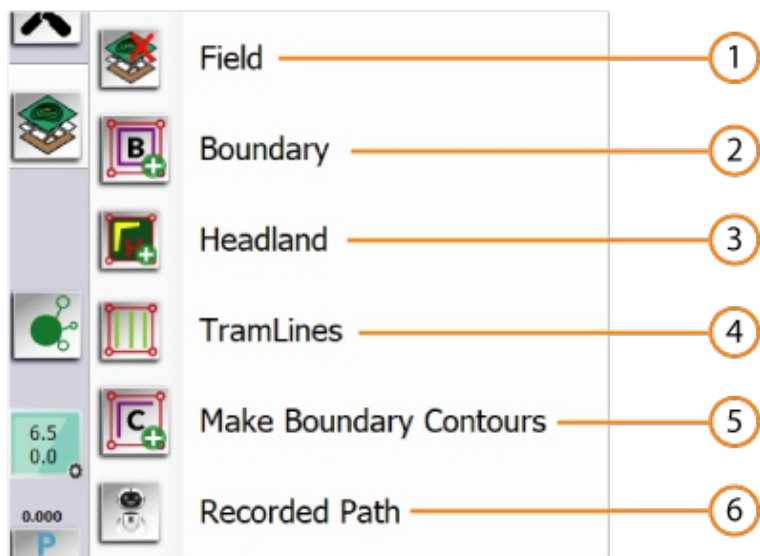 Field 1
B Boundary 2
H Headland 3
TramLines 4
C Make Boundary Contours 5
6.5
0.0
Recorded Path 6
0.000
P